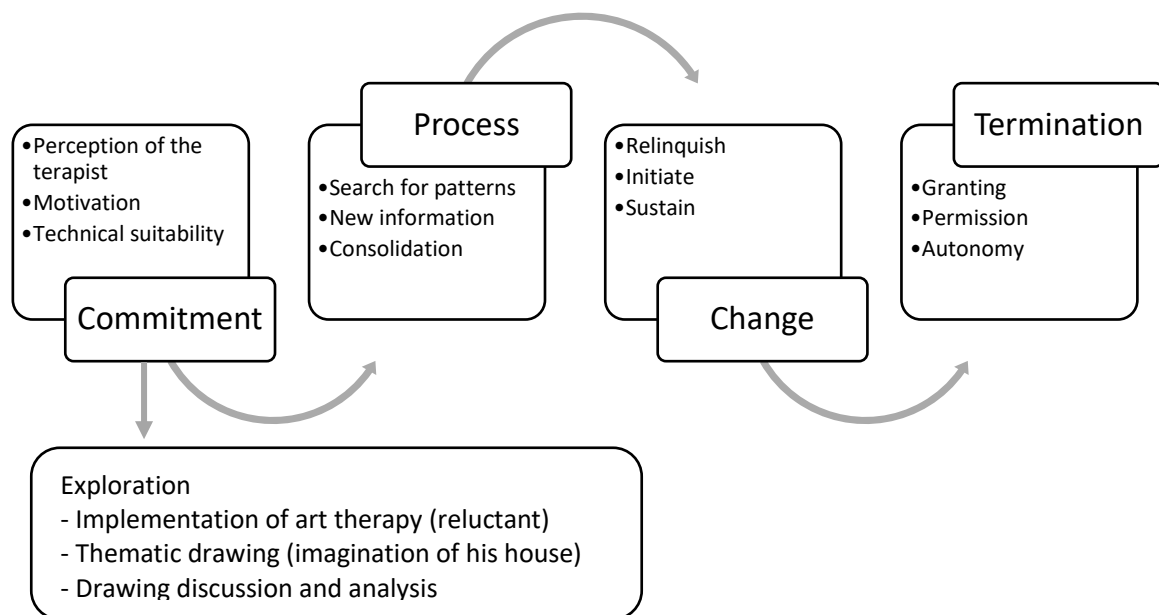 •Perception of the
terapist
•Motivation
•Technical suitability
Commitment
Process
•Search for patterns
•New information
•Consolidation
•Relinquish
•Initiate
•Sustain
Change
Termination
•Granting
•Permission
•Autonomy
Exploration
- Implementation of art therapy (reluctant)
- Thematic drawing (imagination of his house)
- Drawing discussion and analysis